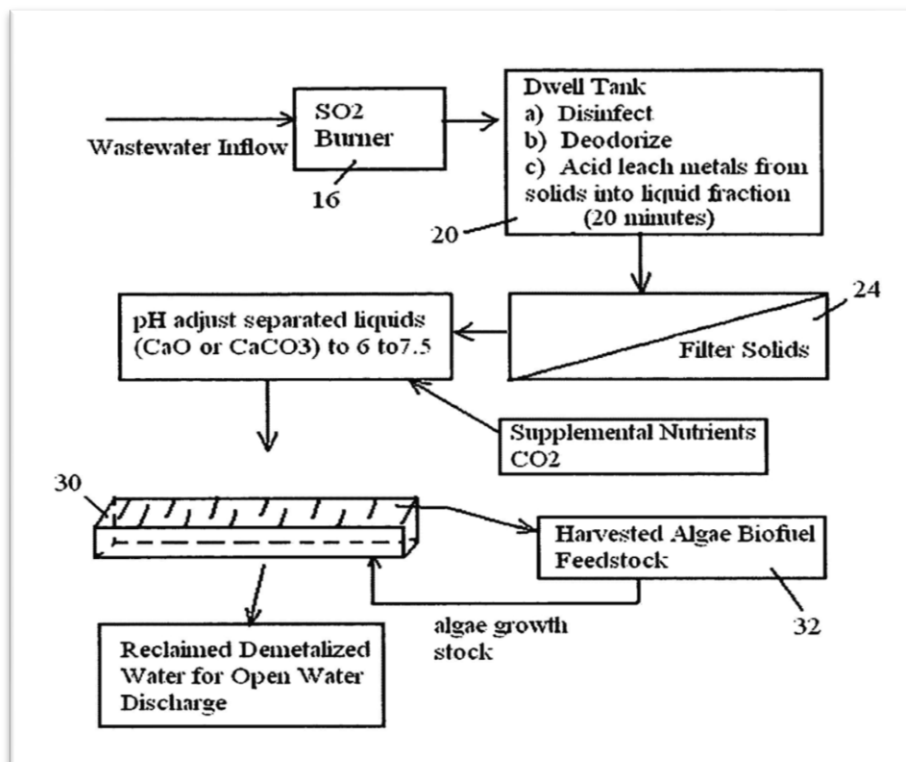 Wastewater Inflow
SO2
Burner
16
Dwell Tank
a) Disinfect
b) Deodorize
c) Acid leach metals from
solids into liquid fraction
(20 minutes)
20
24
Filter Solids
pH adjust separated liquids
(CaO or CaCO3) to 6 to7.5
Supplemental Nutrients
CO2
30
Harvested Algae Biofuel
Feedstock
32
algae growth
stock
Reclaimed Demetalized
Water for Open Water
Discharge